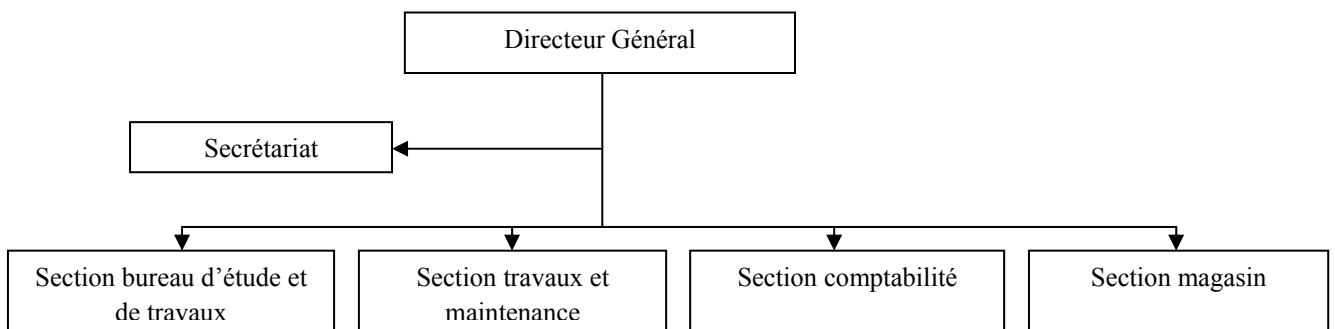 Directeur Général
Secrétariat
Section bureau d’étude et
de travaux
Section travaux et
maintenance
Section comptabilité
Section magasin